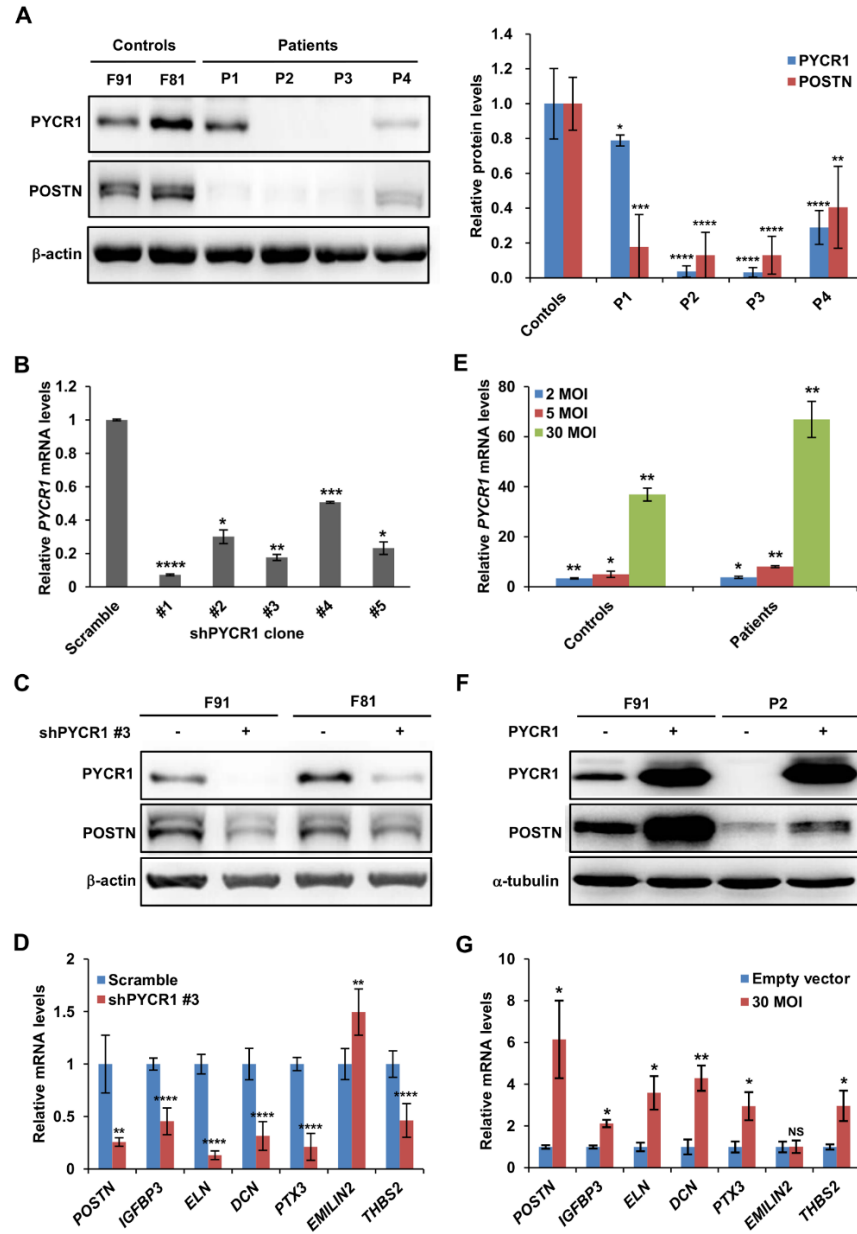 A
Controls Patients
F91 F81 P1 P2 P3 P4
PYCR1
POSTN
β-actin
Relative protein levels
1.4
1.2
1.0
0.8
0.6
0.4
0.2
0.0
PYCR1
POSTN
*
***
****
****
****
****
****
**
Contols P1 P2 P3 P4
B
Relative PYCR1 mRNA levels
1.2
1
0.8
0.6
0.4
0.2
0
****
*
**
***
*
Scramble #1 #2 #3 #4 #5
shPYCR1 clone
E
Relative PYCR1 mRNA levels
80
60
40
20
0
2 MOI
5 MOI
30 MOI
**
*
**
*
**
**
Controls Patients
C
F91 F81
shPYCR1 #3 - + - +
PYCR1
POSTN
β-actin
F
F91 P2
PYCR1 - + - +
PYCR1
POSTN
α-tubulin
D
Relative mRNA levels
2
1.5
1
0.5
0
Scramble
shPYCR1 #3
**
****
****
****
****
**
****
POSTN IGFBP3 ELN DCN PTX3 EMILIN2 THBS2
G
Relative mRNA levels
8
6
4
2
0
Empty vector
30 MOI
*
*
*
**
*
NS
*
POSTN IGFBP3 ELN DCN PTX3 EMILIN2 THBS2